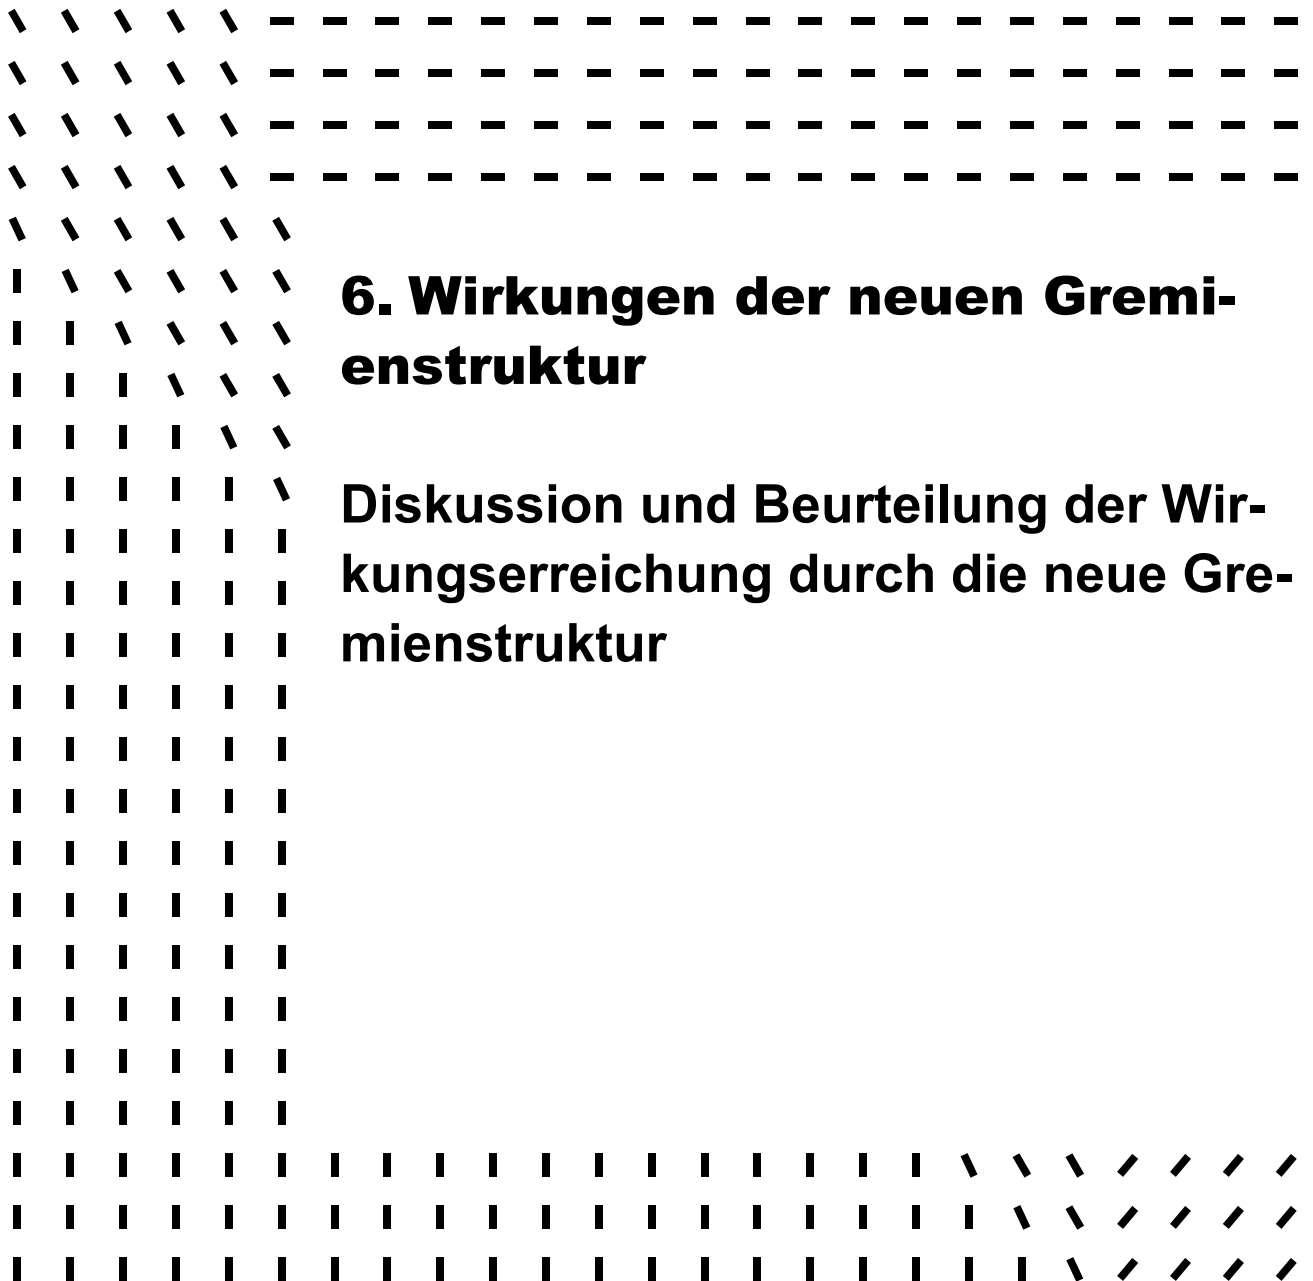 6. Wirkungen der neuen Gremi-
enstruktur
Diskussion und Beurteilung der Wir-
kungserreichung durch die neue Gre-
mienstruktur